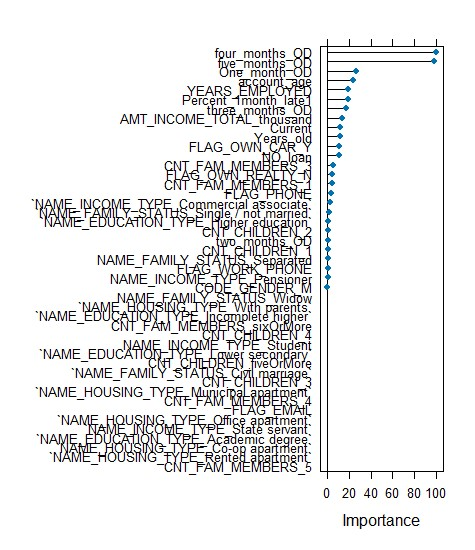 four_months_OD
five_months_OD
One_month_OD
account_age
YEARS_EMPLOYED
Percent_1month_late1
three_months_OD
AMT_INCOME_TOTAL_thousand
Current
Years_old
FLAG_OWN_CAR_Y
NO_loan
CNT_FAM_MEMBERS_3
FLAG_OWN_REALTY_N
CNT_FAM_MEMBERS_1
FLAG_PHONE
`NAME_INCOME_TYPE_Commercial associate`
`NAME_FAMILY_STATUS_Single / not married`
`NAME_EDUCATION_TYPE_Higher education`
CNT_CHILDREN_2
two_months_OD
CNT_CHILDREN_1
NAME_FAMILY_STATUS_Separated
FLAG_WORK_PHONE
NAME_INCOME_TYPE_Pensioner
CODE_GENDER_M
NAME_FAMILY_STATUS_Widow
`NAME_HOUSING_TYPE_With parents`
`NAME_EDUCATION_TYPE_Incomplete higher`
CNT_FAM_MEMBERS_sixOrMore
CNT_CHILDREN_4
NAME_INCOME_TYPE_Student
`NAME_EDUCATION_TYPE_Lower secondary`
CNT_CHILDREN_fiveOrMore
`NAME_FAMILY_STATUS_Civil marriage`
CNT_CHILDREN_3
`NAME_HOUSING_TYPE_Municipal apartment`
CNT_FAM_MEMBERS_4
FLAG_EMAIL
`NAME_HOUSING_TYPE_Office apartment`
`NAME_INCOME_TYPE_State servant`
`NAME_EDUCATION_TYPE_Academic degree`
`NAME_HOUSING_TYPE_Co-op apartment`
`NAME_HOUSING_TYPE_Rented apartment`
CNT_FAM_MEMBERS_5
0 20 40 60 80 100
Importance